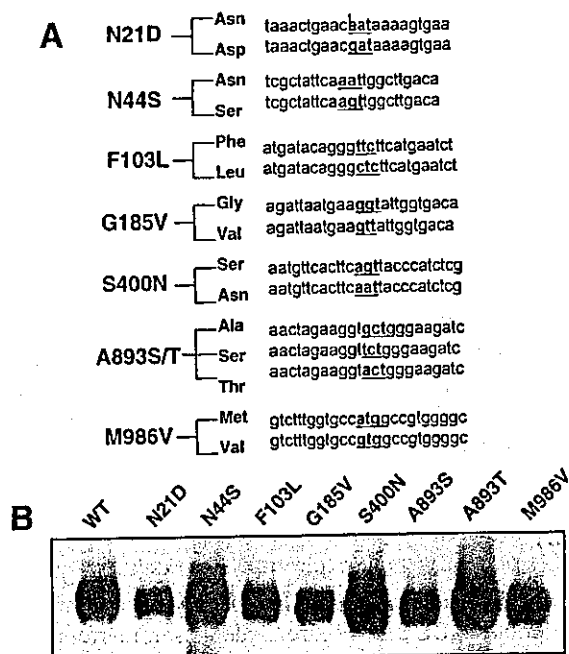 A
N21D
Asn taaactgaacaataaaagtgaa
Asp taaactgaacgataaaagtgaa
N44S
Asn tcgctattcaaattggcttgaca
Ser tcgctattcaagttggcttgaca
F103L
Phe atgatacagggttcttcatgaatct
Leu atgatacagggctcttcatgaatct
G185V
Gly agattaatgaaggtattggtgaca
Val agattaatgaagttattggtgaca
S400N
Ser aatgttcacttcagttacccatctcg
Asn aatgttcacttcaattacccatctcg
A893S/T
Ala aactagaaggtgctgggaagatc
Ser aactagaaggttctgggaagatc
Thr aactagaaggtactgggaagatc
M986V
Met gtctttggtgccatggccgtggggc
Val gtctttggtgccgtggccgtggggc
B
WT N21D N44S F103L G185V S400N A893S A893T M986V